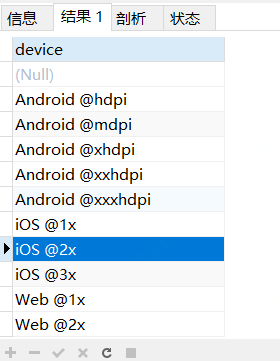 信息 结果 1 剖析 状态
device
(Null)
Android @hdpi
Android @mdpi
Android @xhdpi
Android @xxhdpi
Android @xxxhdpi
iOS @1x
iOS @2x
iOS @3x
Web @1x
Web @2x